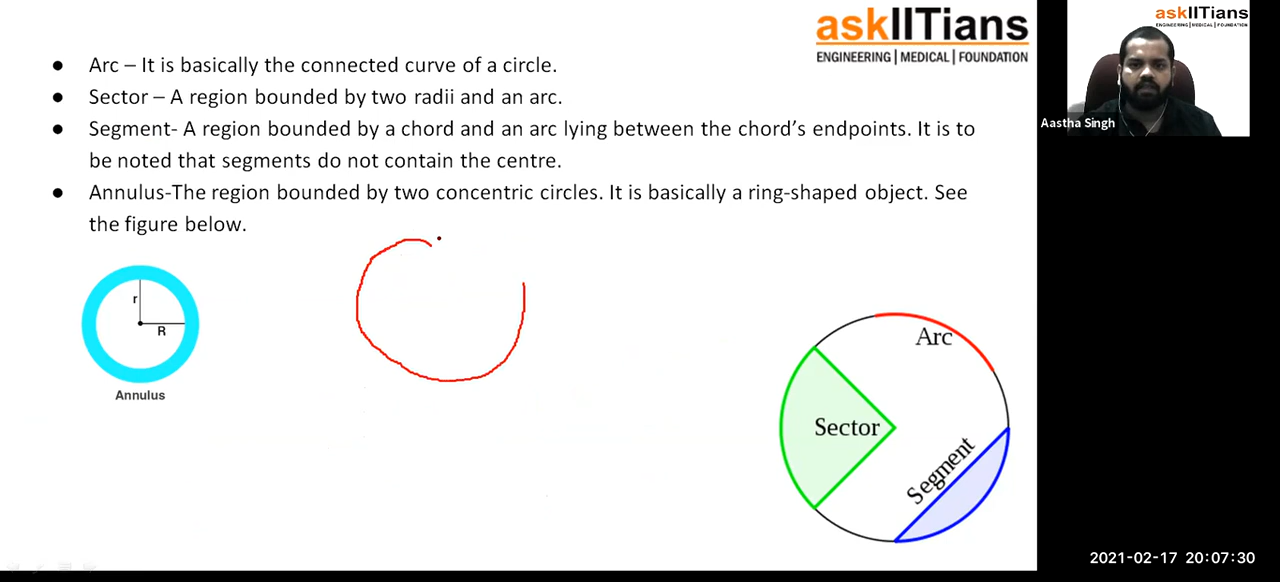 askIITians
ENGINEERING | MEDICAL | FOUNDATION
askIITians
ENGINEERING | MEDICAL | FOUNDATION
Aastha Singh
● Arc – It is basically the connected curve of a circle.
● Sector – A region bounded by two radii and an arc.
● Segment- A region bounded by a chord and an arc lying between the chord’s endpoints. It is to
be noted that segments do not contain the centre.
● Annulus-The region bounded by two concentric circles. It is basically a ring-shaped object. See
the figure below.
r
R
Annulus
Arc
Sector
Segment
2021-02-17 20:07:30